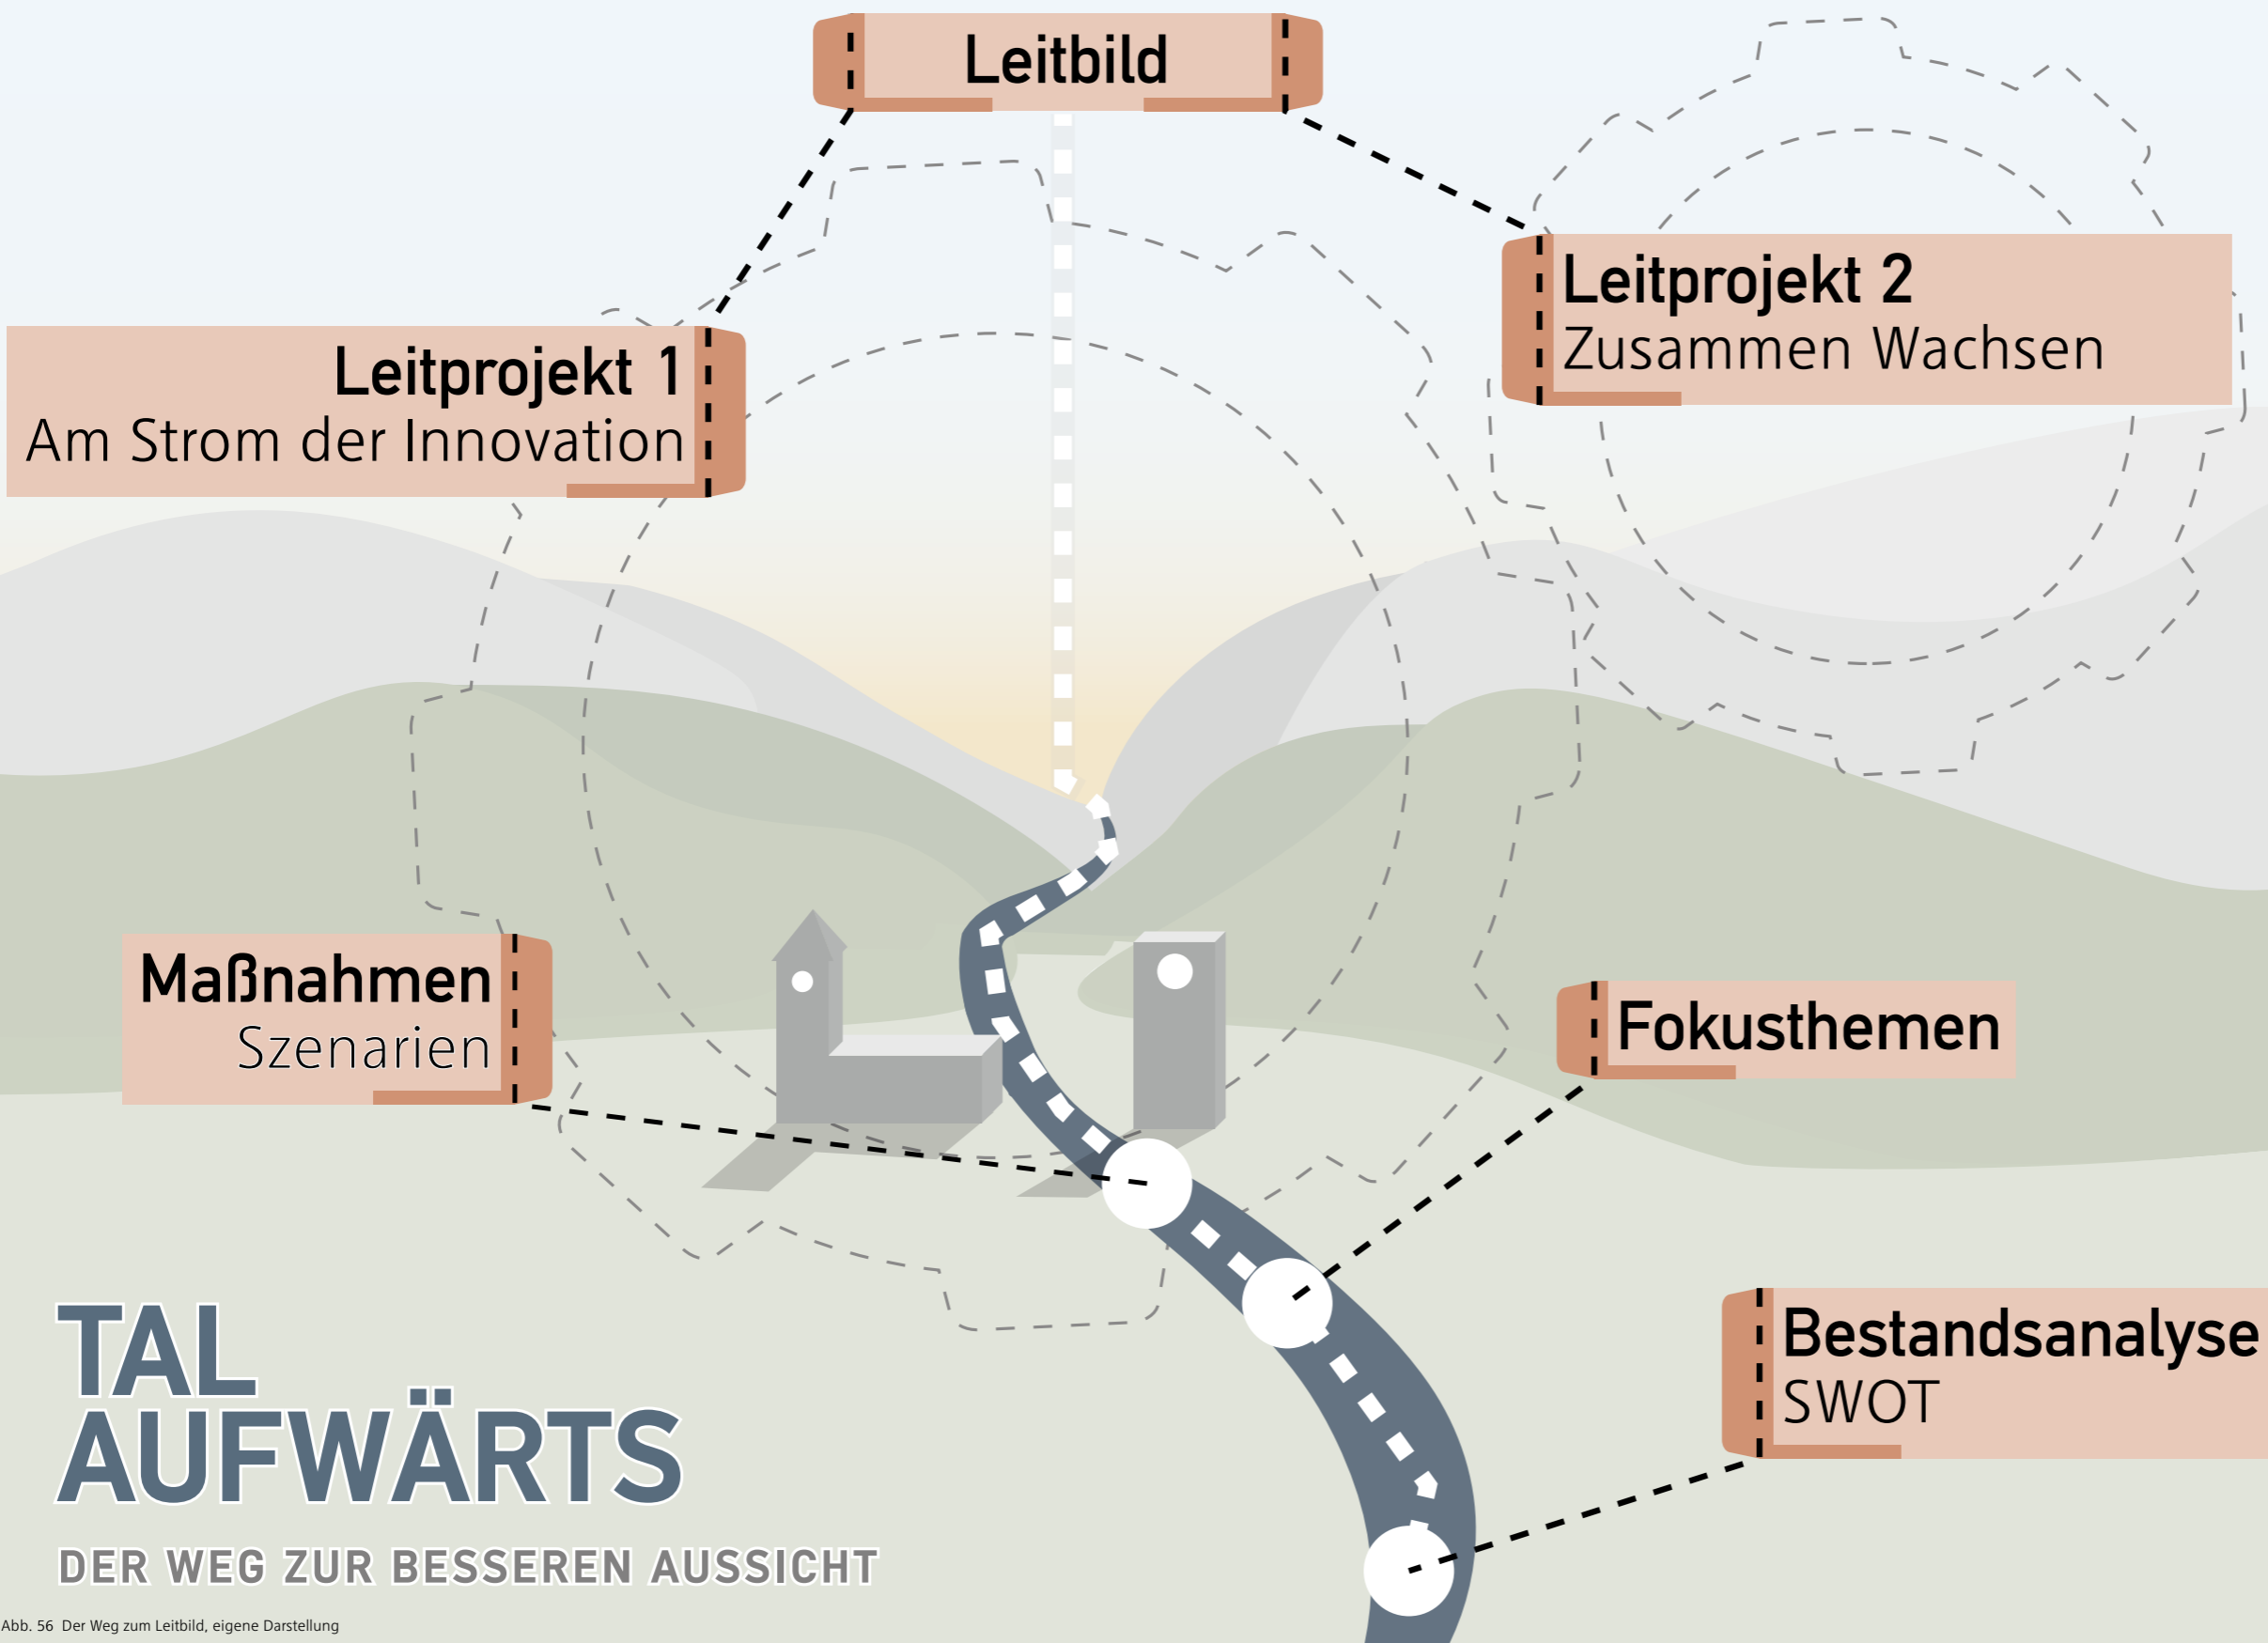 Leitbild
Leitprojekt 1
Am Strom der Innovation
Leitprojekt 2
Zusammen Wachsen
Maßnahmen
Szenarien
Fokusthemen
Bestandsanalyse
SWOT
TAL
AUFWÄRTS
DER WEG ZUR BESSEREN AUSSICHT
Abb. 56 Der Weg zum Leitbild, eigene Darstellung